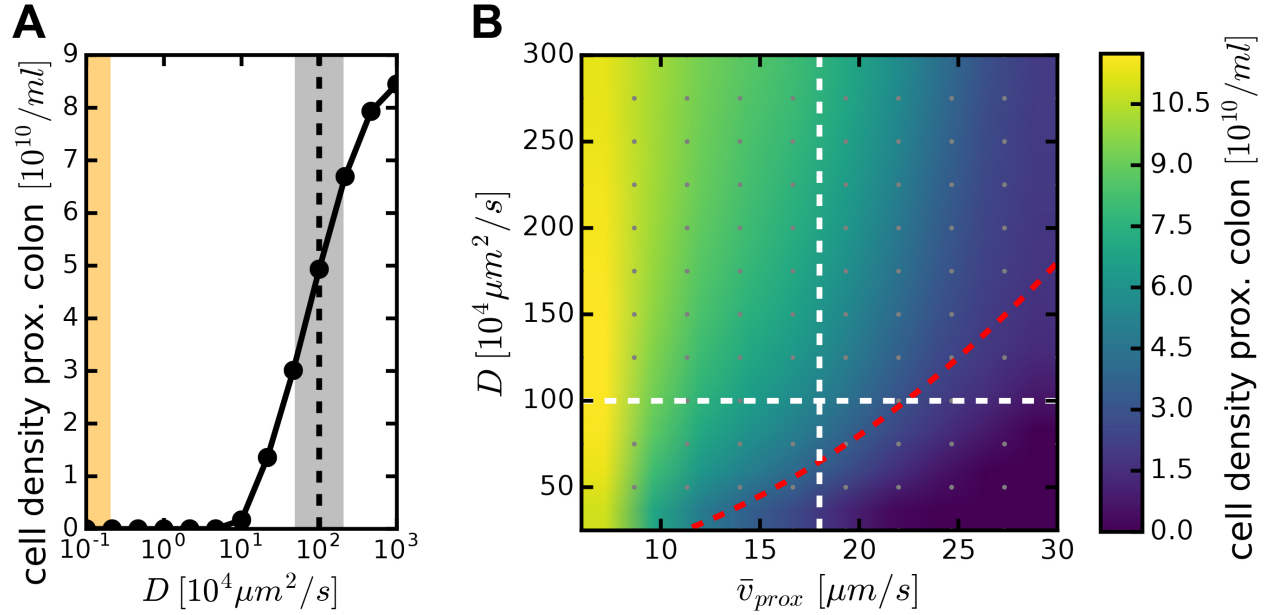 A
cell density prox. colon [10^10/ml]
9
8
7
6
5
4
3
2
1
0
10^-1 10^0 10^1 10^2 10^3
D [10^4 μm^2/s]
B
D [10^4 μm^2/s]
300
250
200
150
100
50
10 15 20 25 30
v̄_prox [μm/s]
10.5
9.0
7.5
6.0
4.5
3.0
1.5
0.0
cell density prox. colon [10^10/ml]